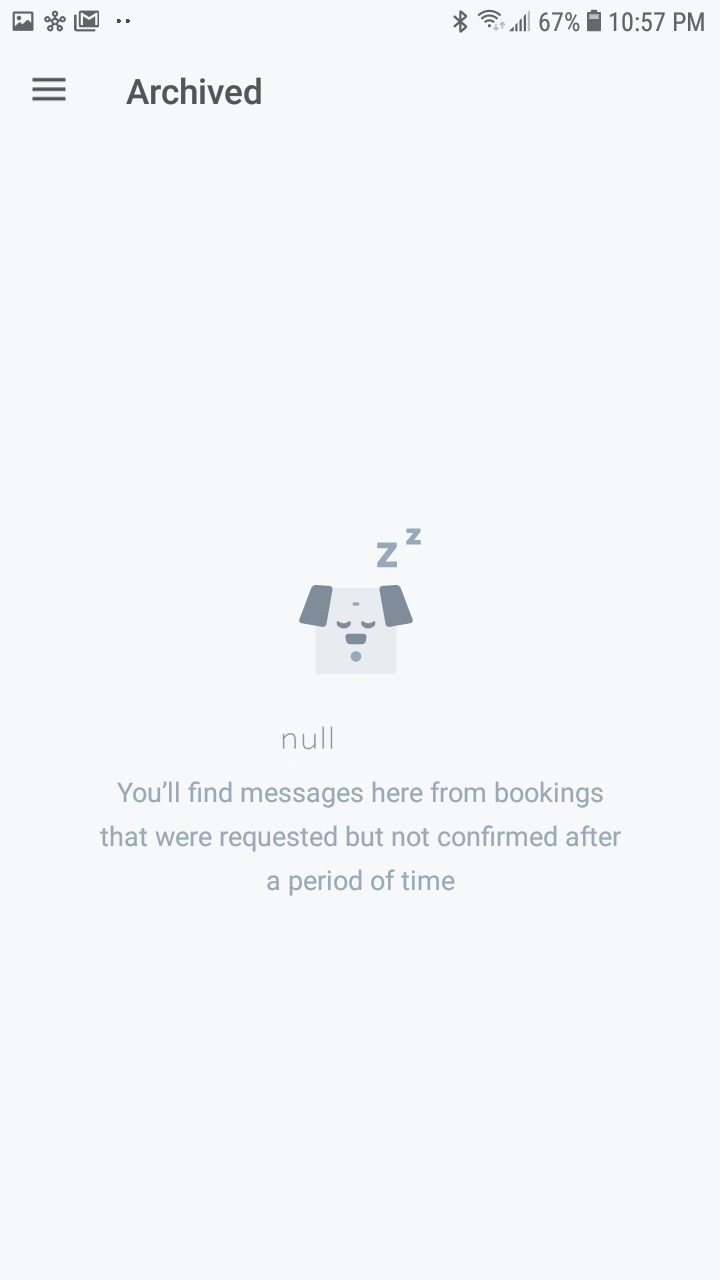 67% 10:57 PM
Archived
z z
null
You’ll find messages here from bookings
that were requested but not confirmed after
a period of time